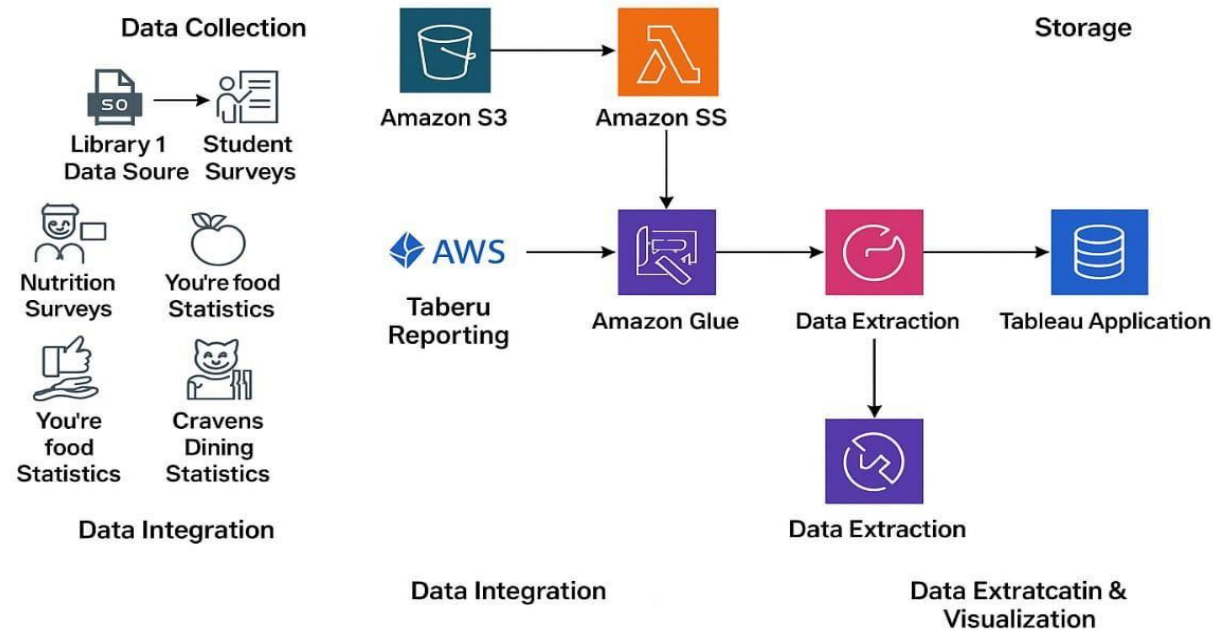 Data Collection
Storage
SO
Library 1
Data Soure
Student
Surveys
Amazon S3
Amazon SS
Nutrition
Surveys
You're food
Statistics
AWS
Taberu
Reporting
Amazon Glue
Data Extraction
Tableau Application
You're
food
Statistics
Cravens
Dining
Statistics
Data Extraction
Data Integration
Data Integration
Data Extratcatin &
Visualization